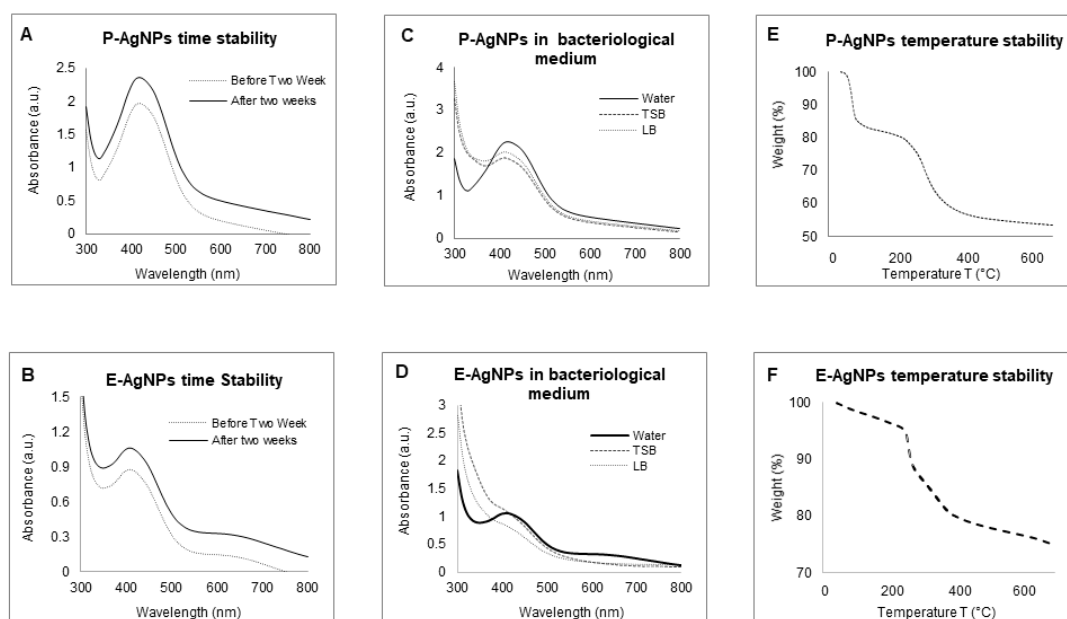 A
P-AgNPs time stability
2.5
2
1.5
1
0.5
0
300 400 500 600 700 800
Absorbance (a.u.)
Wavelength (nm)
Before Two Week
After two weeks
C
P-AgNPs in bacteriological
medium
4
3
2
1
0
300 400 500 600 700 800
Absorbance (a.u.)
Wavelength (nm)
Water
TSB
LB
E
P-AgNPs temperature stability
100
90
80
70
60
50
0 200 400 600
Weight (%)
Temperature T (°C)
B
E-AgNPs time Stability
1.5
1.2
0.9
0.6
0.3
0
300 400 500 600 700 800
Absorbance (a.u.)
Wavelength (nm)
Before Two Week
After two weeks
D
E-AgNPs in bacteriological
medium
3
2.5
2
1.5
1
0.5
0
300 400 500 600 700 800
Absorbance (a.u.)
Wavelength (nm)
Water
TSB
LB
F
E-AgNPs temperature stability
100
90
80
70
0 200 400 600
Weight (%)
Temperature T (°C)